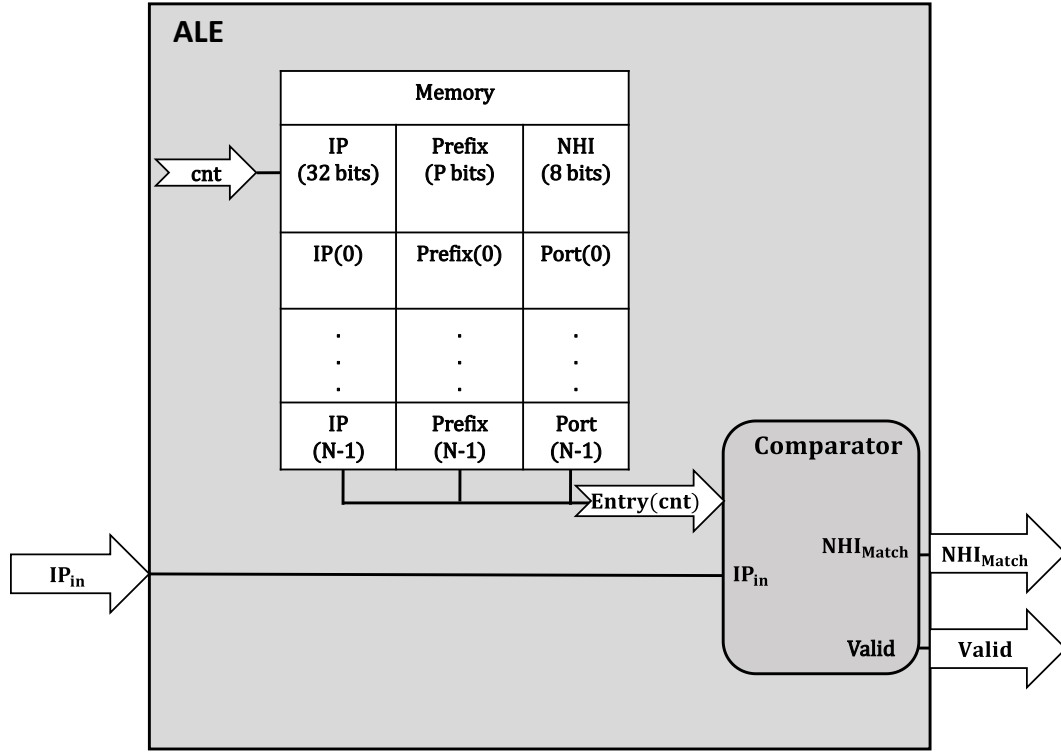 ALE
Memory
IP Prefix NHI
(32 bits) (P bits) (8 bits)
cnt
IP(0) Prefix(0) Port(0)
. . .
. . .
. . .
IP Prefix Port
(N-1) (N-1) (N-1)
Comparator
Entry(cnt)
NHI_Match NHI_Match
IP_in IP_in
Valid Valid